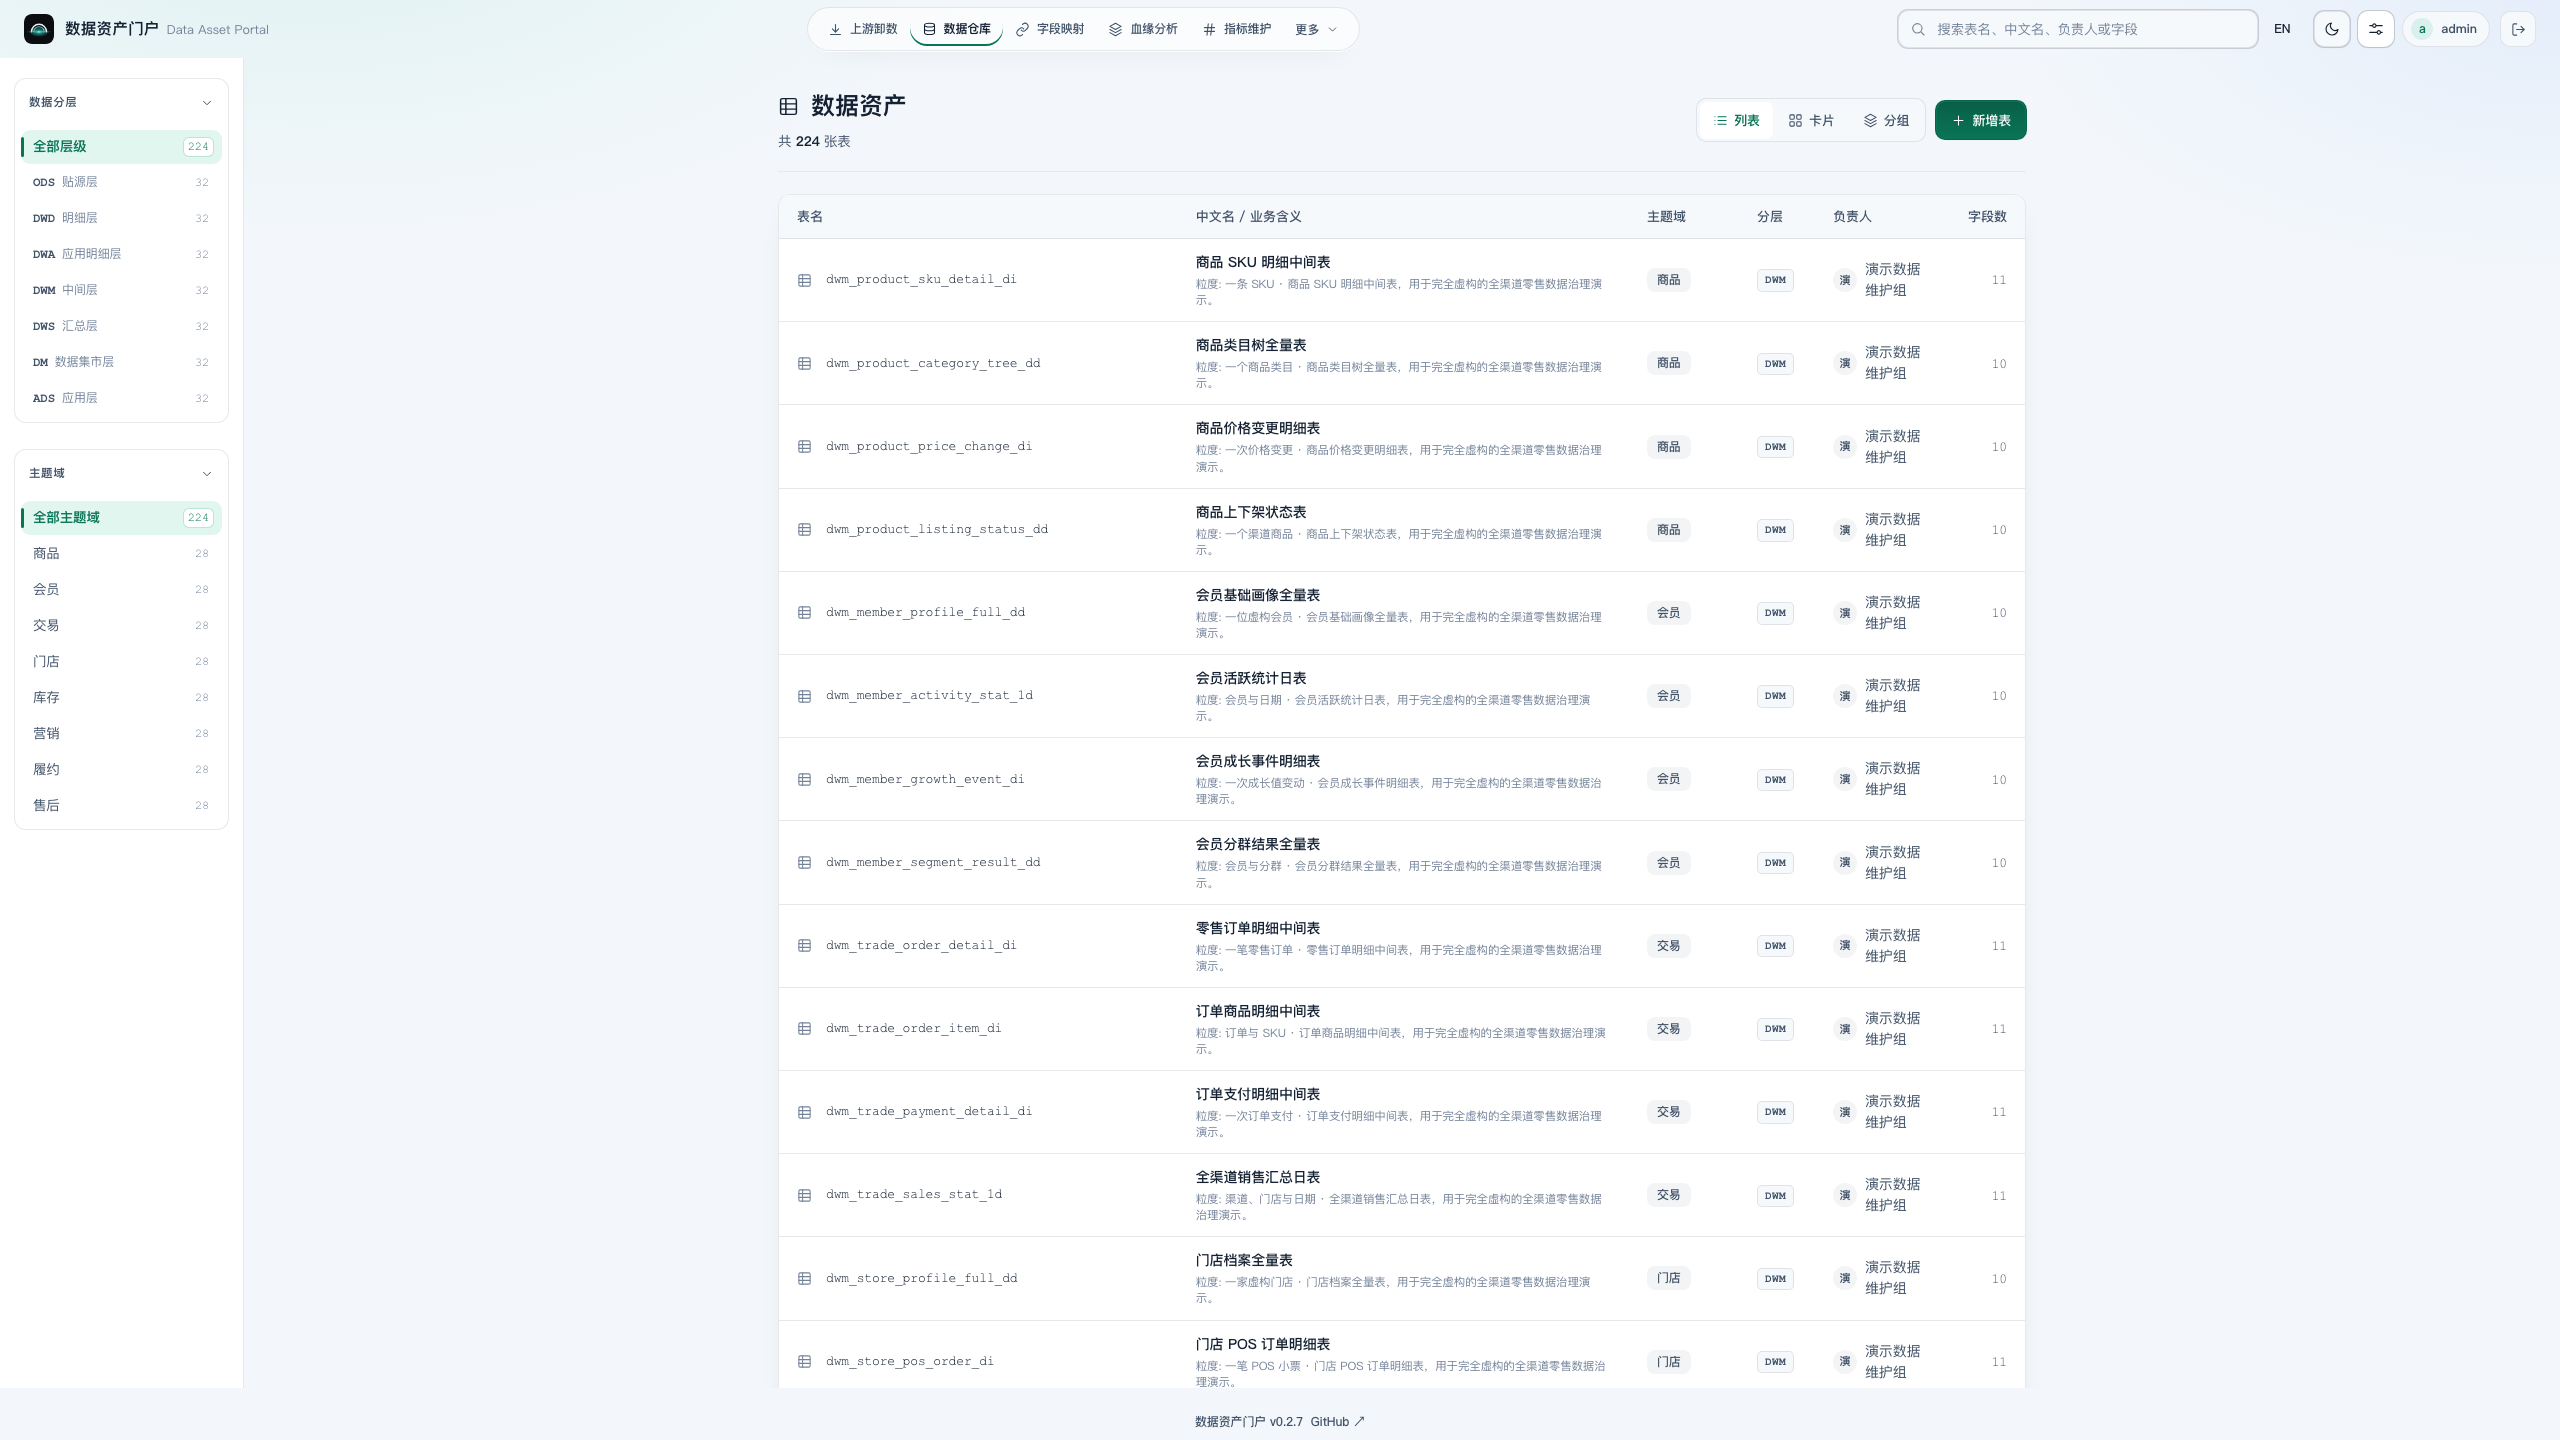 数据资产门户 Data Asset Portal
上游卸数 数据仓库 字段映射 血缘分析 指标维护 更多
搜索表名、中文名、负责人或字段
EN
a admin
数据分层
全部层级 224
ODS 贴源层 32
DWD 明细层 32
DWA 应用明细层 32
DWM 中间层 32
DWS 汇总层 32
DM 数据集市层 32
ADS 应用层 32
主题域
全部主题域 224
商品 28
会员 28
交易 28
门店 28
库存 28
营销 28
履约 28
售后 28
数据资产
共 224 张表
列表 卡片 分组
+ 新增表
表名 中文名 / 业务含义 主题域 分层 负责人 字段数
dwm_product_sku_detail_di
商品 SKU 明细中间表
粒度: 一条 SKU · 商品 SKU 明细中间表，用于完全虚构的全渠道零售数据治理演
示。
商品 DWM 演 演示数据
维护组
11
dwm_product_category_tree_dd
商品类目树全量表
粒度: 一个商品类目 · 商品类目树全量表，用于完全虚构的全渠道零售数据治理演
示。
商品 DWM 演 演示数据
维护组
10
dwm_product_price_change_di
商品价格变更明细表
粒度: 一次价格变更 · 商品价格变更明细表，用于完全虚构的全渠道零售数据治理
演示。
商品 DWM 演 演示数据
维护组
10
dwm_product_listing_status_dd
商品上下架状态表
粒度: 一个渠道商品 · 商品上下架状态表，用于完全虚构的全渠道零售数据治理演
示。
商品 DWM 演 演示数据
维护组
10
dwm_member_profile_full_dd
会员基础画像全量表
粒度: 一位虚构会员 · 会员基础画像全量表，用于完全虚构的全渠道零售数据治理
演示。
会员 DWM 演 演示数据
维护组
10
dwm_member_activity_stat_1d
会员活跃统计日表
粒度: 会员与日期 · 会员活跃统计日表，用于完全虚构的全渠道零售数据治理演
示。
会员 DWM 演 演示数据
维护组
10
dwm_member_growth_event_di
会员成长事件明细表
粒度: 一次成长值变动 · 会员成长事件明细表，用于完全虚构的全渠道零售数据治
理演示。
会员 DWM 演 演示数据
维护组
10
dwm_member_segment_result_dd
会员分群结果全量表
粒度: 会员与分群 · 会员分群结果全量表，用于完全虚构的全渠道零售数据治理演
示。
会员 DWM 演 演示数据
维护组
10
dwm_trade_order_detail_di
零售订单明细中间表
粒度: 一笔零售订单 · 零售订单明细中间表，用于完全虚构的全渠道零售数据治理
演示。
交易 DWM 演 演示数据
维护组
11
dwm_trade_order_item_di
订单商品明细中间表
粒度: 订单与 SKU · 订单商品明细中间表，用于完全虚构的全渠道零售数据治理演
示。
交易 DWM 演 演示数据
维护组
11
dwm_trade_payment_detail_di
订单支付明细中间表
粒度: 一次订单支付 · 订单支付明细中间表，用于完全虚构的全渠道零售数据治理
演示。
交易 DWM 演 演示数据
维护组
11
dwm_trade_sales_stat_1d
全渠道销售汇总日表
粒度: 渠道、门店与日期 · 全渠道销售汇总日表，用于完全虚构的全渠道零售数据
治理演示。
交易 DWM 演 演示数据
维护组
11
dwm_store_profile_full_dd
门店档案全量表
粒度: 一家虚构门店 · 门店档案全量表，用于完全虚构的全渠道零售数据治理演
示。
门店 DWM 演 演示数据
维护组
10
dwm_store_pos_order_di
门店 POS 订单明细表
粒度: 一笔 POS 小票 · 门店 POS 订单明细表，用于完全虚构的全渠道零售数据治
理演示。
门店 DWM 演 演示数据
维护组
11
数据资产门户 v0.2.7 GitHub ↗